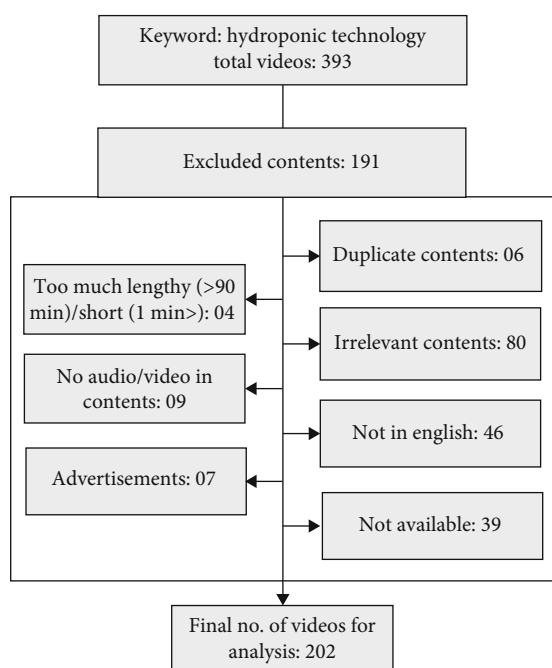 Keyword: hydroponic technology
total videos: 393
Excluded contents: 191
Duplicate contents: 06
Too much lengthy (>90
min)/short (1 min>): 04
Irrelevant contents: 80
No audio/video in
contents: 09
Not in english: 46
Advertisements: 07
Not available: 39
Final no. of videos for
analysis: 202